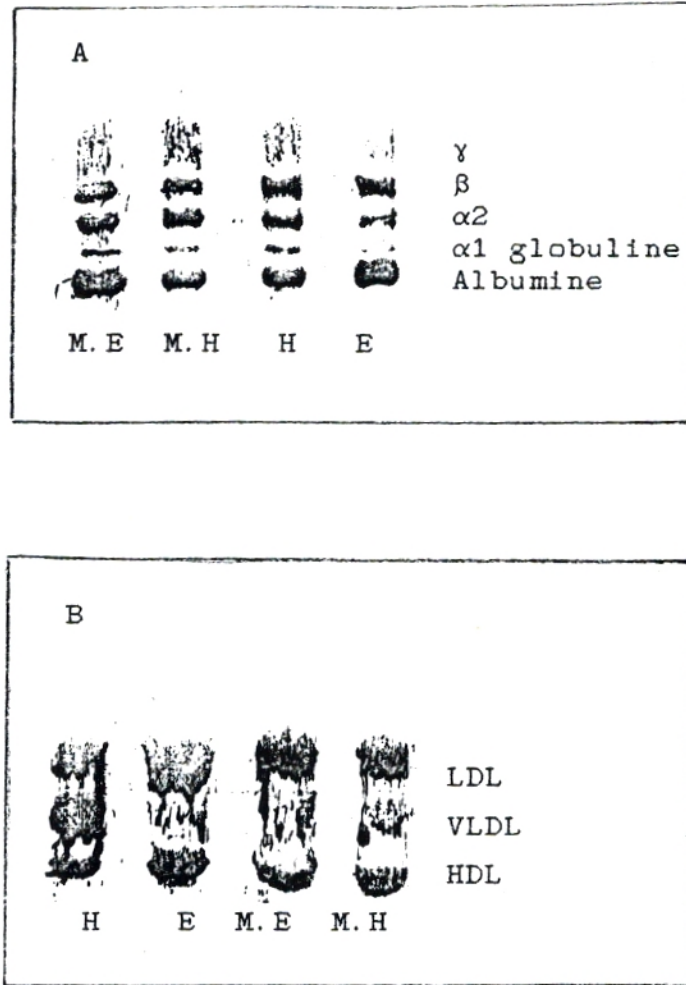 A
γ
β
α2
α1 globuline
Albumine
M.E M.H H E
B
LDL
VLDL
HDL
H E M.E M.H